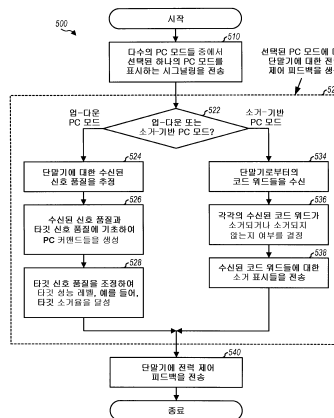 500
시작
510
다수의 PC 모드들 중에서
선택된 하나의 PC 모드를
표시하는 시그널링을 전송
선택된 PC 모드에
단말기에 대한 전
제어 피드백을 생
52
522
업-다운
PC 모드
업-다운 또는
소거-기반 PC 모드?
소거-기반
PC 모드
524
단말기에 대한 수신된
신호 품질을 추정
526
수신된 신호 품질과
타깃 신호 품질에 기초하여
PC 커맨드들을 생성
528
타깃 신호 품질을 조정하여
타깃 성능 레벨, 예를 들어,
타깃 소거율을 달성
534
단말기로부터의
코드 워드들을 수신
536
각각의 수신된 코드 워드가
소거되거나 소거되지
않는지 여부를 결정
538
수신된 코드 워드들에 대한
소거 표시들을 전송
540
단말기에 전력 제어
피드백을 전송
종료